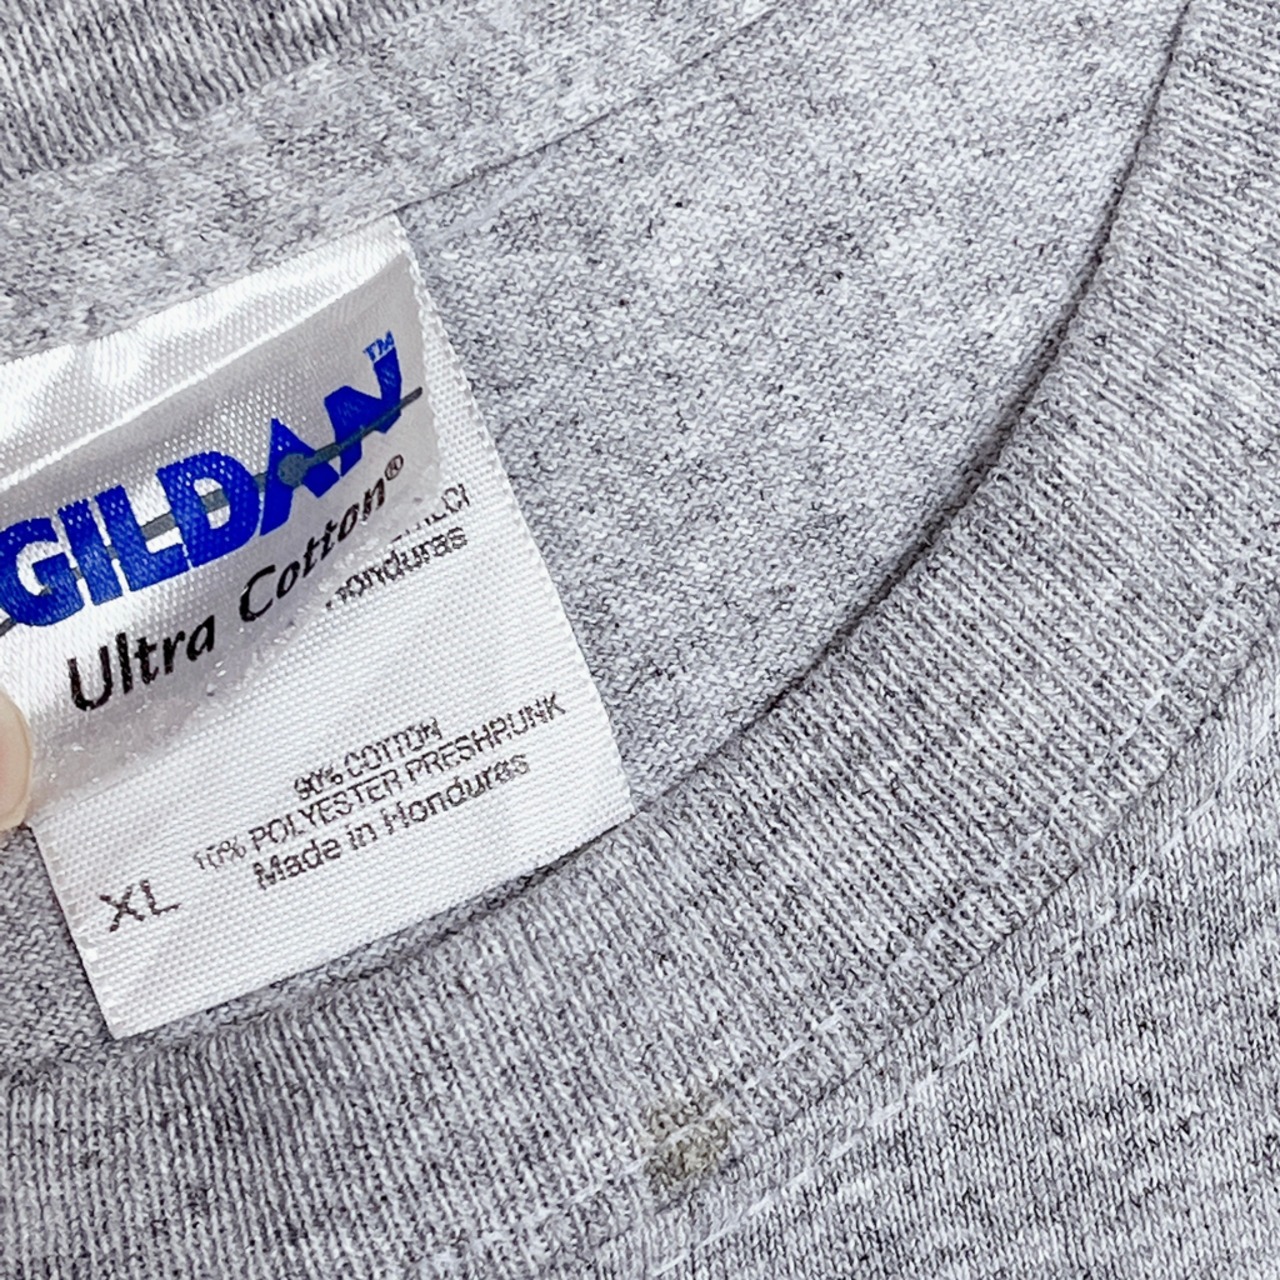 GILDAN™
Ultra Cotton®
Honduras
90% COTTON
10% POLYESTER PRESHRUNK
Made in Honduras
XL